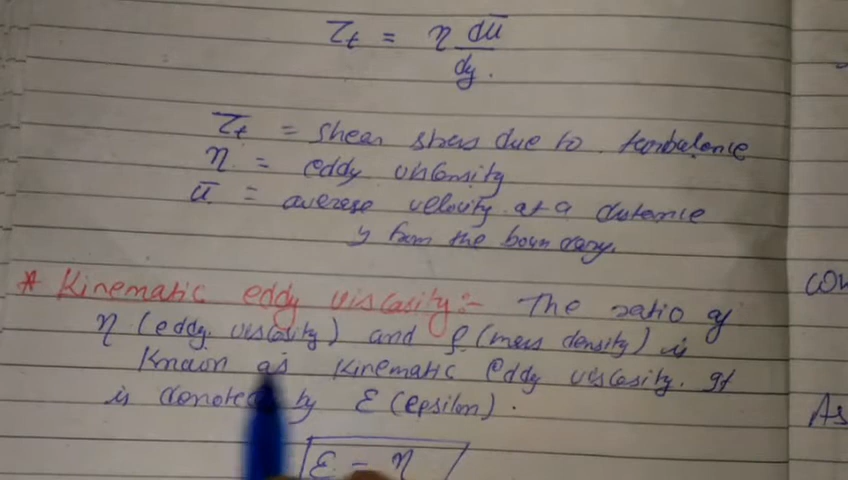 τt = η dū
dy.
τt = shear stress due to turbulence
η = eddy viscosity
ū = average velocity at a distance
y from the boundary.
* Kinematic eddy viscosity:- The ratio of
η (eddy viscosity) and ρ (mass density) is
known as kinematic eddy viscosity. It
is denoted by ε (epsilon).
ε = η
As